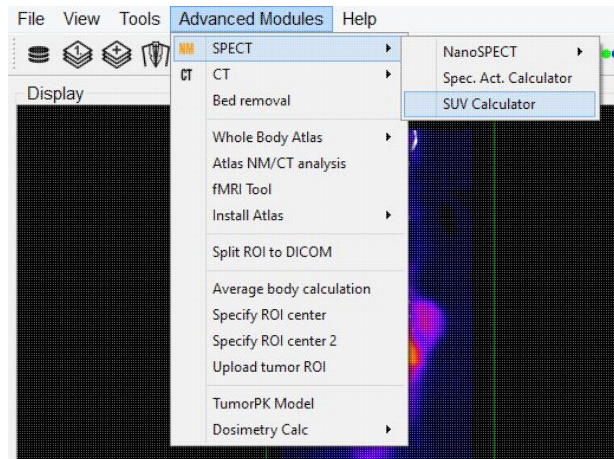 File View Tools Advanced Modules Help
NM SPECT
CT CT
Bed removal
Whole Body Atlas
Atlas NM/CT analysis
fMRI Tool
Install Atlas
Split ROI to DICOM
Average body calculation
Specify ROI center
Specify ROI center 2
Upload tumor ROI
TumorPK Model
Dosimetry Calc
NanoSPECT
Spec. Act. Calculator
SUV Calculator
Display